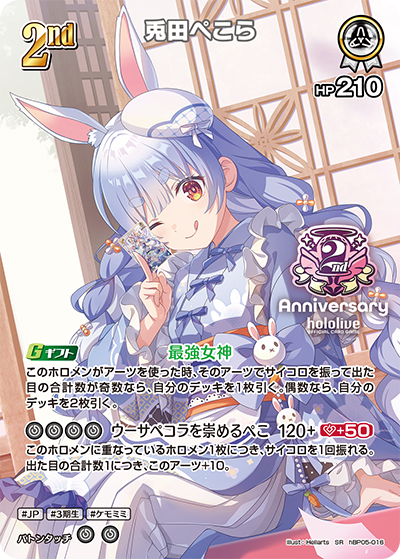 2nd
兎田ぺこら
HP 210
2nd
Anniversary
hololive
OFFICIAL CARD GAME
G ギフト 最強女神
このホロメンがアーツを使った時、そのアーツでサイコロを振って出た
目の合計数が奇数なら、自分のデッキを1枚引く。偶数なら、自分の
デッキを2枚引く。
ウーサペコラを崇めるぺこ 120+ +50
このホロメンに重なっているホロメン1枚につき、サイコロを1回振れる。
出た目の合計数1につき、このアーツ+10。
#JP #3期生 #ケモミミ
バトンタッチ
Illust: Hellarts SR hBP05-016